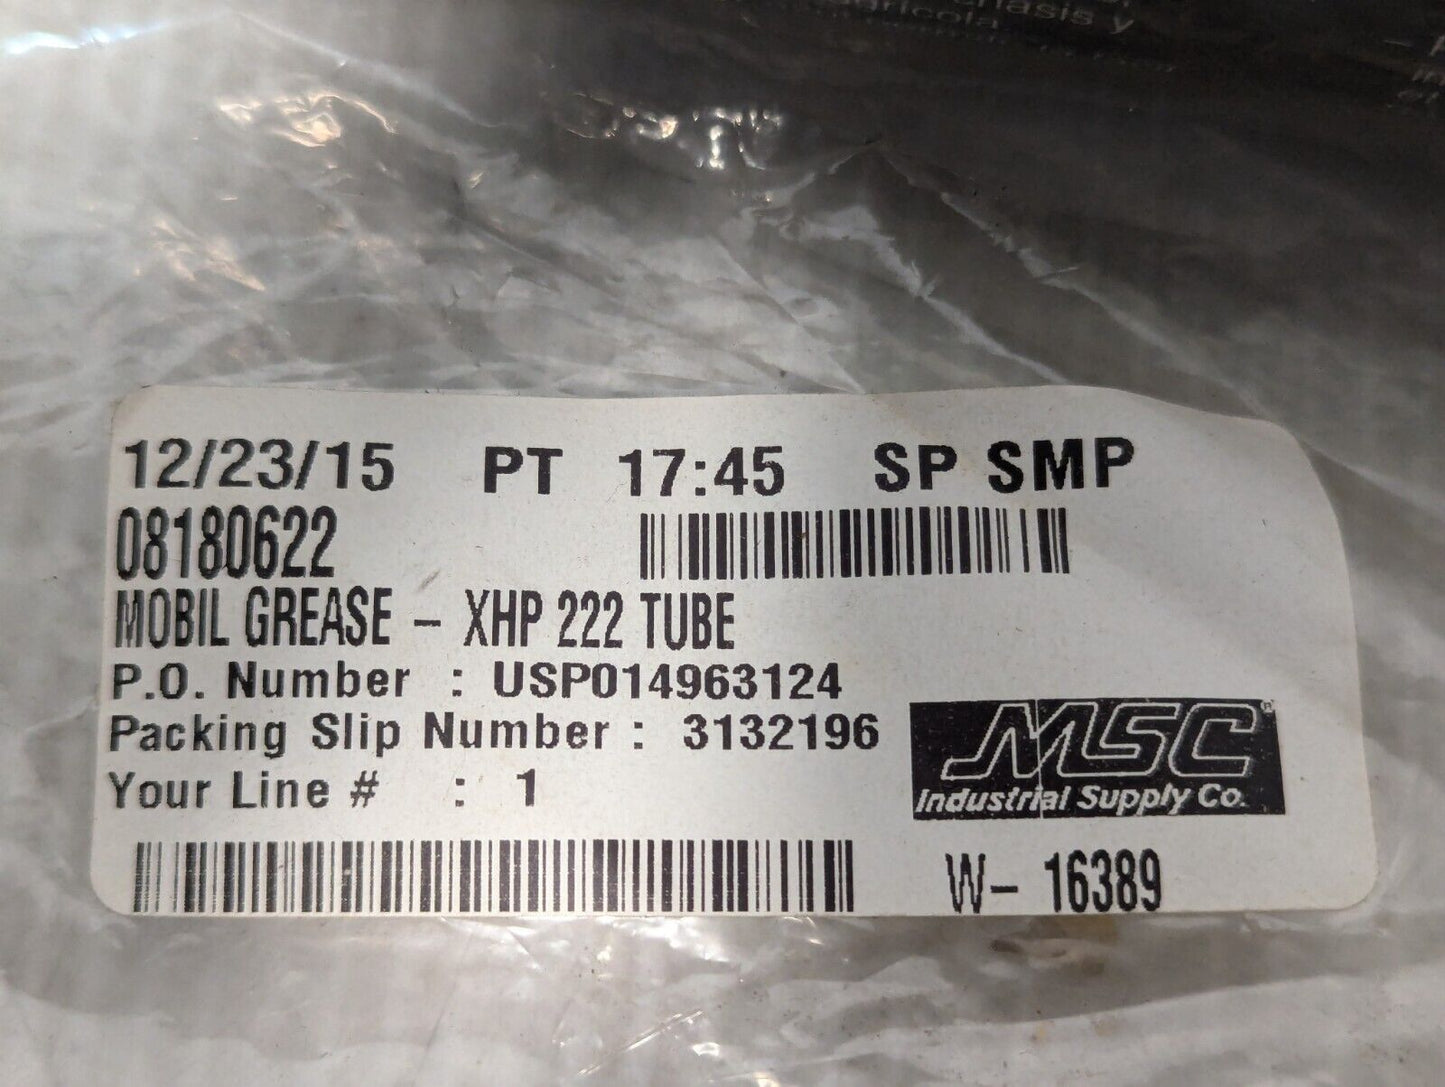 agricola
12/23/15 PT 17:45 SP SMP
08180622
MOBIL GREASE - XHP 222 TUBE
P.O. Number : USP014963124
Packing Slip Number : 3132196
Your Line # : 1
MSC®
Industrial Supply Co.
W- 16389